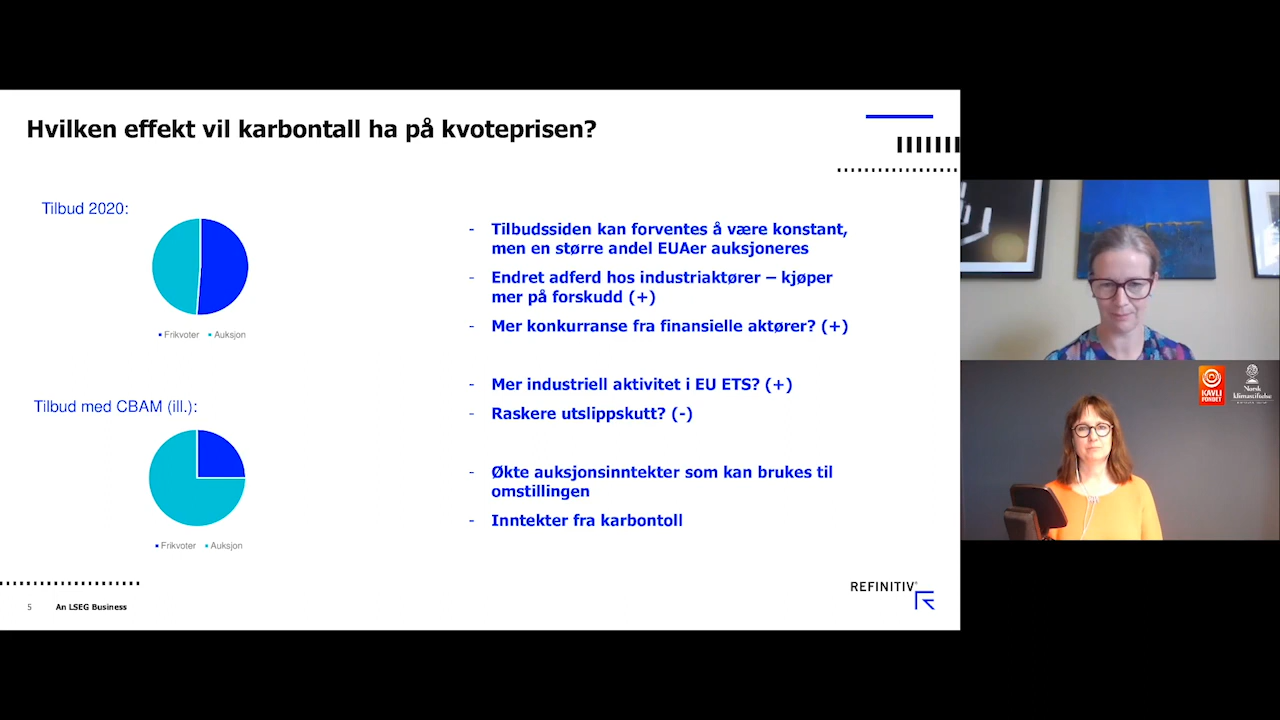 Hvilken effekt vil karbontall ha på kvoteprisen?
Tilbud 2020:
Frikvoter Auksjon
Tilbud med CBAM (ill.):
Frikvoter Auksjon
- Tilbudssiden kan forventes å være konstant,
men en større andel EUAer auksjoneres
- Endret adferd hos industriaktører – kjøper
mer på forskudd (+)
- Mer konkurranse fra finansielle aktører? (+)
- Mer industriell aktivitet i EU ETS? (+)
- Raskere utslippskutt? (-)
- Økte auksjonsinntekter som kan brukes til
omstillingen
- Inntekter fra karbontoll
5 An LSEG Business
REFINITIV
KAVLI
FONDET
Norsk
klimastiftelse